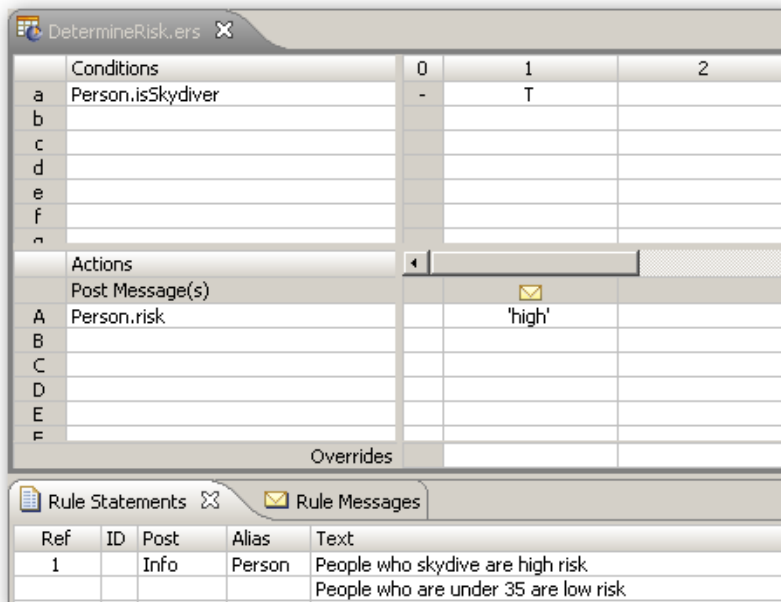 DetermineRisk.ers
Conditions 0 1 2
a Person.isSkydiver - T
b
c
d
e
f
Actions
Post Message(s)
A Person.risk 'high'
B
C
D
E
Overrides
Rule Statements Rule Messages
Ref ID Post Alias Text
1 Info Person People who skydive are high risk
People who are under 35 are low risk